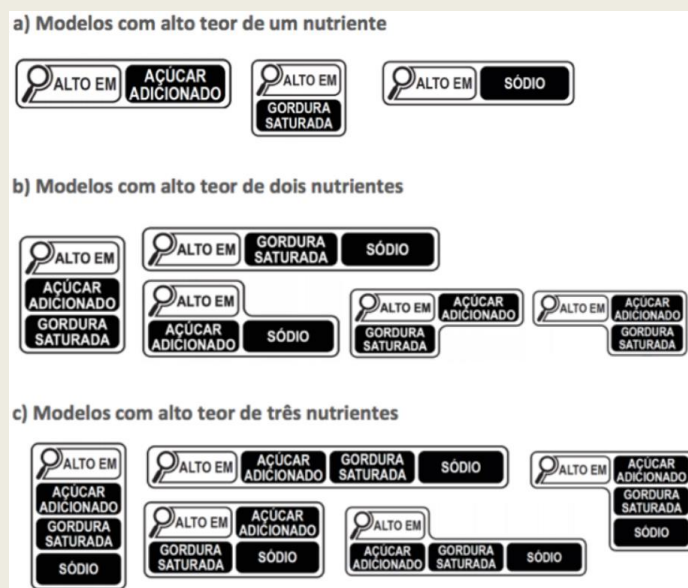 a) Modelos com alto teor de um nutriente
ALTO EM
AÇÚCAR
ADICIONADO
ALTO EM
GORDURA
SATURADA
ALTO EM
SÓDIO
b) Modelos com alto teor de dois nutrientes
ALTO EM
AÇÚCAR
ADICIONADO
GORDURA
SATURADA
ALTO EM
GORDURA
SATURADA
SÓDIO
ALTO EM
AÇÚCAR
ADICIONADO
SÓDIO
ALTO EM
AÇÚCAR
ADICIONADO
GORDURA
SATURADA
ALTO EM
AÇÚCAR
ADICIONADO
GORDURA
SATURADA
c) Modelos com alto teor de três nutrientes
ALTO EM
AÇÚCAR
ADICIONADO
GORDURA
SATURADA
SÓDIO
ALTO EM
AÇÚCAR
ADICIONADO
GORDURA
SATURADA
SÓDIO
ALTO EM
AÇÚCAR
ADICIONADO
GORDURA
SATURADA
SÓDIO
ALTO EM
AÇÚCAR
ADICIONADO
GORDURA
SATURADA
SÓDIO
ALTO EM
AÇÚCAR
ADICIONADO
GORDURA
SATURADA
SÓDIO